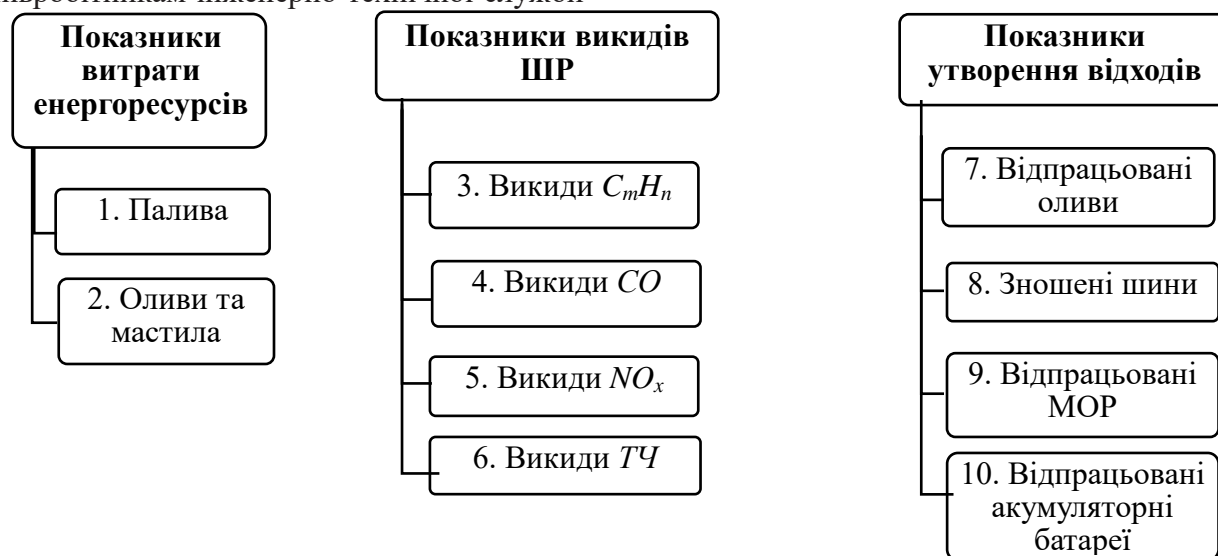 Показники
витрати
енергоресурсів
1. Палива
2. Оливи та
мастила
Показники викидів
ШР
3. Викиди CmHn
4. Викиди CO
5. Викиди NOx
6. Викиди ТЧ
Показники
утворення відходів
7. Відпрацьовані
оливи
8. Зношені шини
9. Відпрацьовані
МОР
10. Відпрацьовані
акумуляторні
батареї